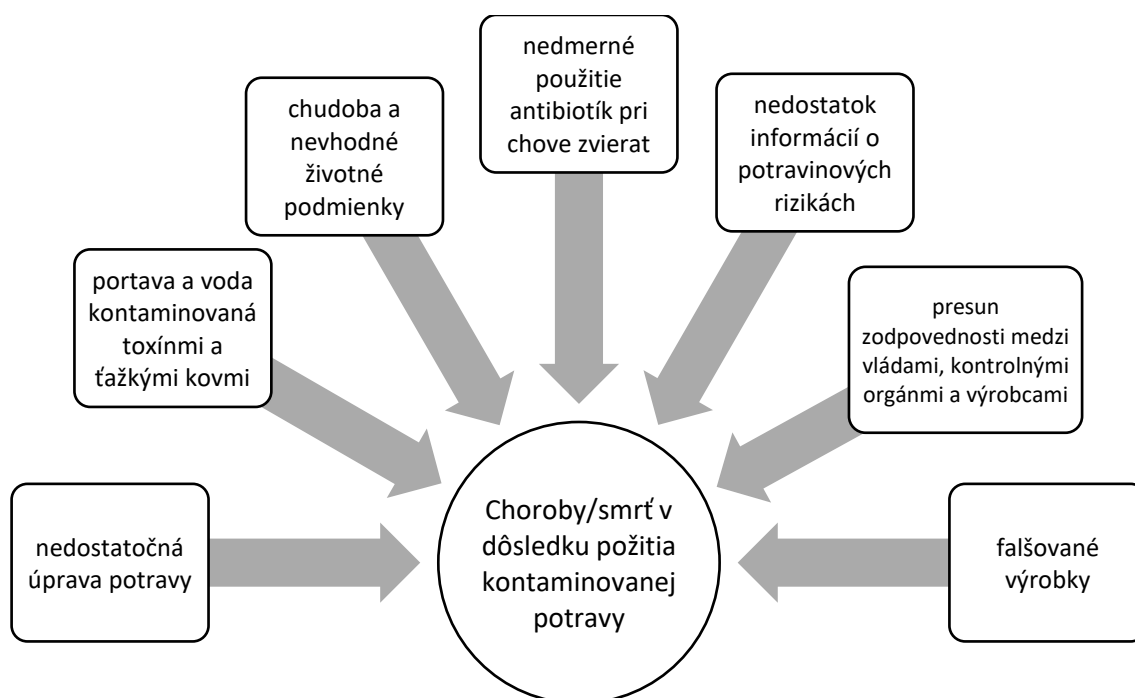 nedostatočná
úprava potravy
portava a voda
kontaminovaná
toxínmi a
ťažkými kovmi
chudoba a
nevhodné
životné
podmienky
nedmerné
použitie
antibiotík pri
chove zvierat
nedostatok
informácií o
potravinových
rizikách
presun
zodpovednosti medzi
vládami, kontrolnými
orgánmi a výrobcami
falšované
výrobky
Choroby/smrť v
dôsledku požitia
kontaminovanej
potravy